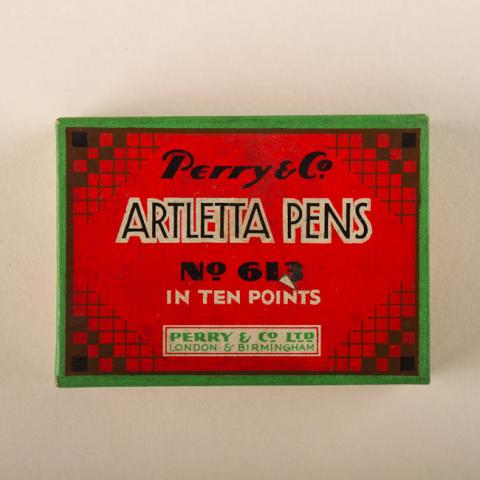 Perry & Co.
ARTLETTA PENS
No 613
IN TEN POINTS
PERRY & Co LTD
LONDON & BIRMINGHAM